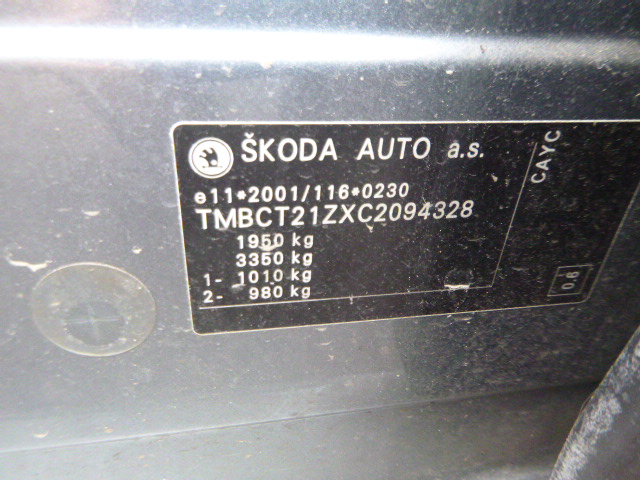 ŠKODA AUTO a.s.
e11*2001/116*0230
TMBCT21ZXC2094328
1950 kg
3350 kg
1- 1010 kg
2- 980 kg
CAYC
0.6